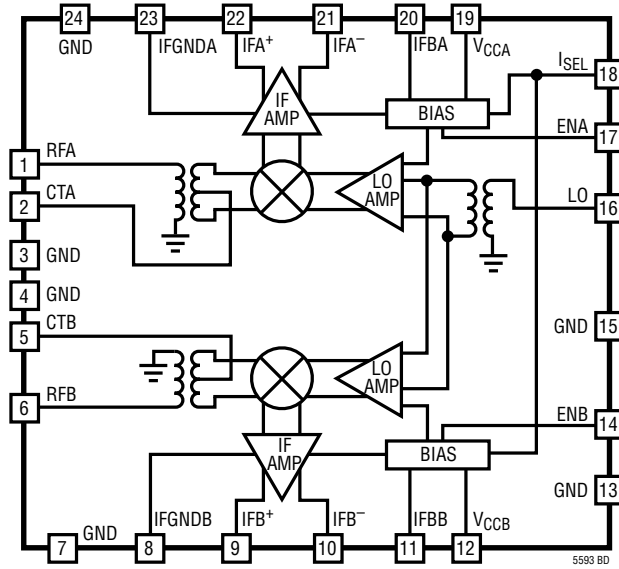 24 23 22 21 20 19
GND IFGNDA IFA+ IFA− IFBA VCCA
ISEL 18
IF AMP
BIAS
ENA 17
1 RFA
2 CTA
LO AMP
LO 16
3 GND
4 GND
5 CTB
GND 15
LO AMP
6 RFB
ENB 14
IF AMP
BIAS
GND 13
GND IFGNDB IFB+ IFB− IFBB VCCB
7 8 9 10 11 12
5593 BD